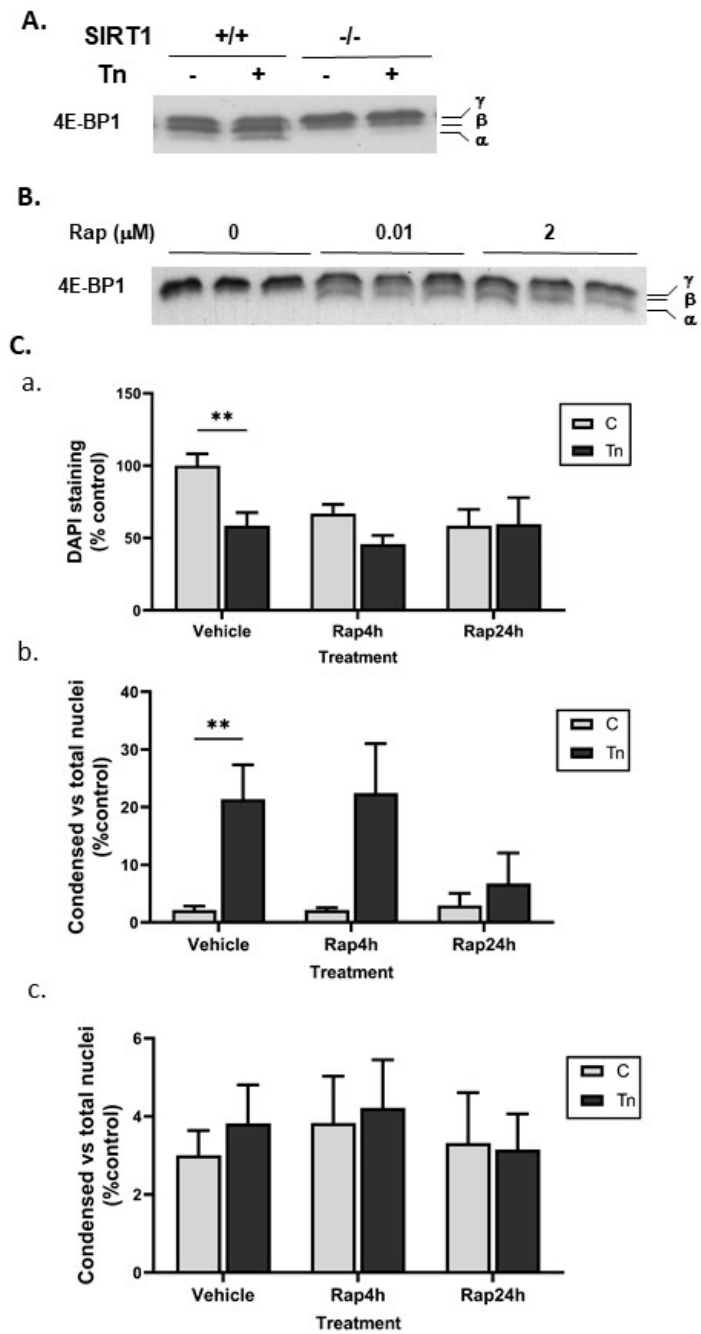 A.
SIRT1 +/+ -/-
Tn - + - +
4E-BP1 γ
β
α
B.
Rap (μM) 0 0.01 2
4E-BP1 γ
β
α
C.
a.
DAPI staining
(% control)
150
100
50
0
**
C
Tn
Vehicle Rap4h Rap24h
Treatment
b.
Condensed vs total nuclei
(%control)
40
30
20
10
0
**
C
Tn
Vehicle Rap4h Rap24h
Treatment
c.
Condensed vs total nuclei
(%control)
6
4
2
0
C
Tn
Vehicle Rap4h Rap24h
Treatment